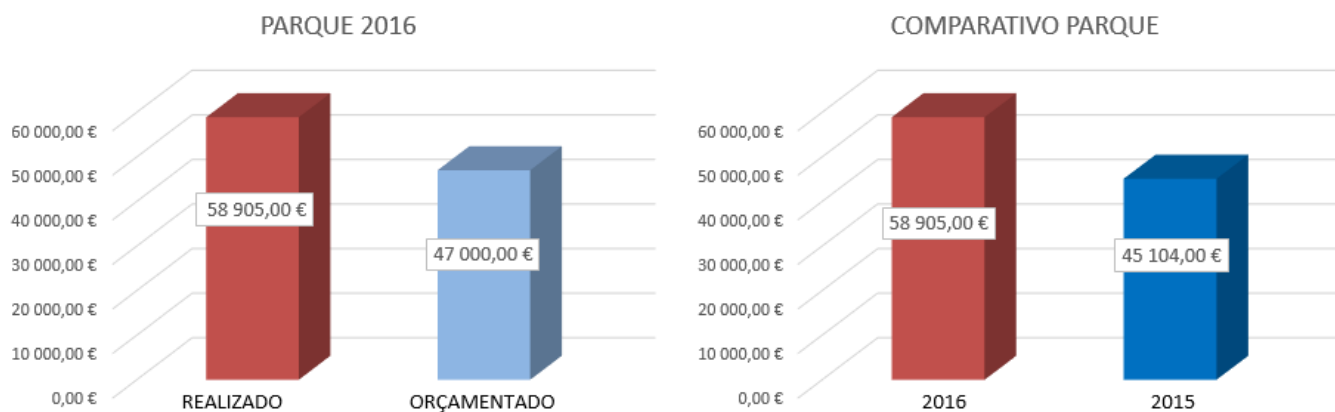 PARQUE 2016
60 000,00 €
50 000,00 €
40 000,00 €
30 000,00 €
20 000,00 €
10 000,00 €
0,00 €
58 905,00 €
47 000,00 €
REALIZADO
ORÇAMENTADO
COMPARATIVO PARQUE
60 000,00 €
50 000,00 €
40 000,00 €
30 000,00 €
20 000,00 €
10 000,00 €
0,00 €
58 905,00 €
45 104,00 €
2016
2015